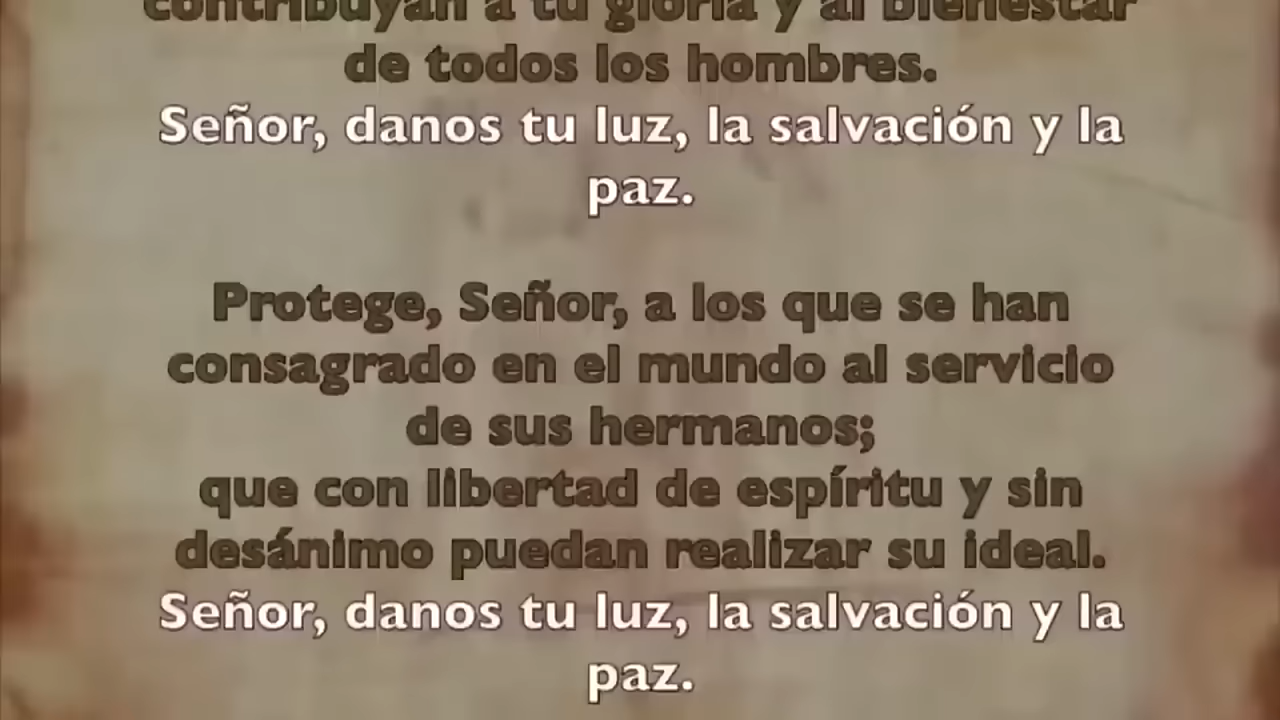 contribuyan a tu gloria y al bienestar
de todos los hombres.
Señor, danos tu luz, la salvación y la
paz.
Protege, Señor, a los que se han
consagrado en el mundo al servicio
de sus hermanos;
que con libertad de espíritu y sin
desánimo puedan realizar su ideal.
Señor, danos tu luz, la salvación y la
paz.